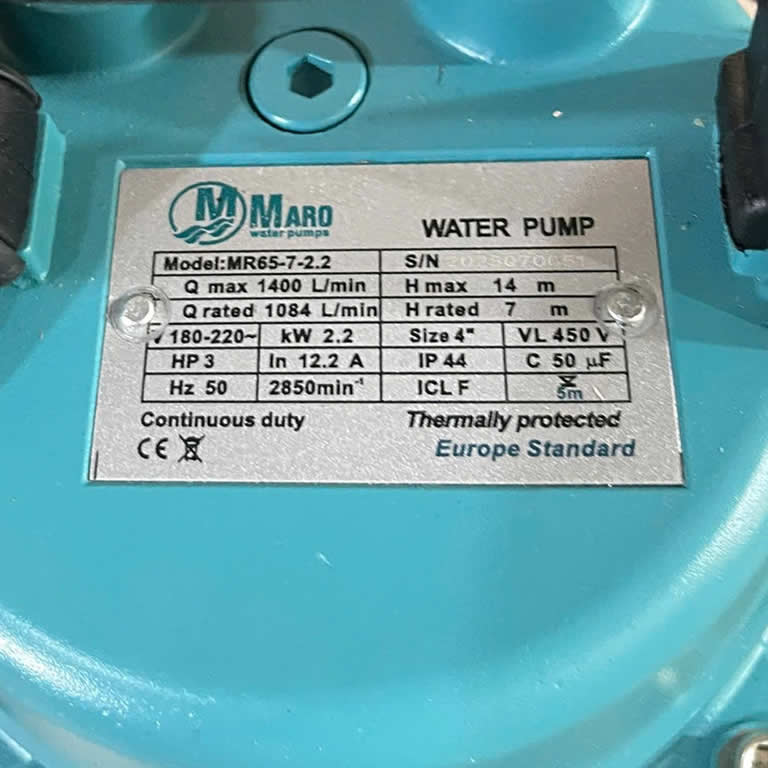 M MARO
water pumps
WATER PUMP
Model:MR65-7-2.2 S/N
Q max 1400 L/min H max 14 m
Q rated 1084 L/min H rated 7 m
V 180-220~ kW 2.2 Size 4" VL 450 V
HP 3 In 12.2 A IP 44 C 50 µF
Hz 50 2850min⁻¹ ICL F 5m
Continuous duty Thermally protected
CE Europe Standard